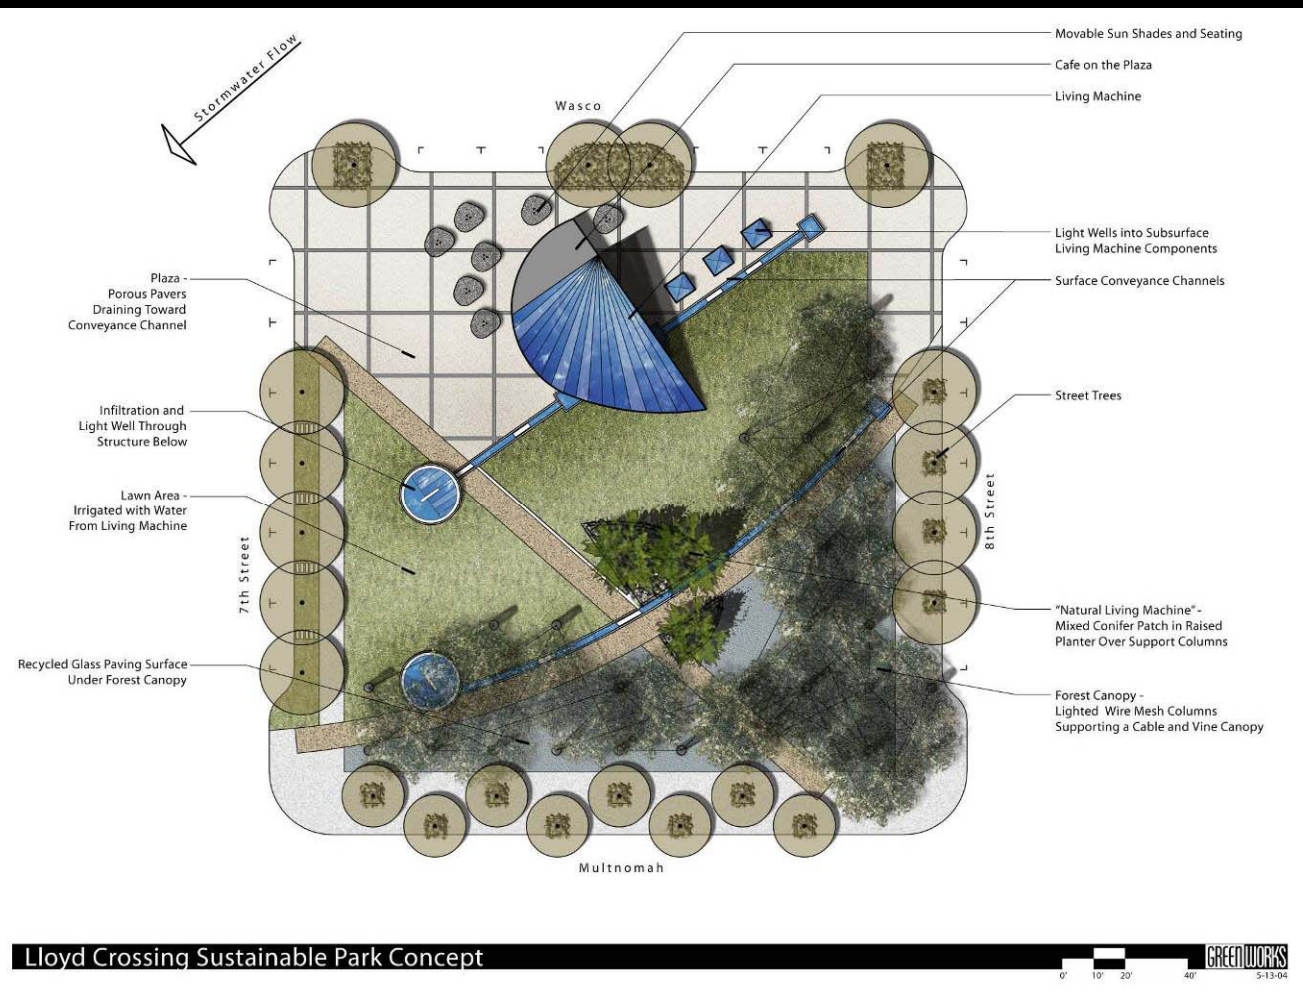 Movable Sun Shades and Seating
Cafe on the Plaza
Living Machine
Stormwater Flow
Wasco
Light Wells into Subsurface
Living Machine Components
Surface Conveyance Channels
Plaza -
Porous Pavers
Draining Toward
Conveyance Channel
Street Trees
Infiltration and
Light Well Through
Structure Below
Lawn Area -
Irrigated with Water
From Living Machine
7th Street
8th Street
"Natural Living Machine" -
Mixed Conifer Patch in Raised
Planter Over Support Columns
Recycled Glass Paving Surface
Under Forest Canopy
Forest Canopy -
Lighted Wire Mesh Columns
Supporting a Cable and Vine Canopy
Multnomah
Lloyd Crossing Sustainable Park Concept
0' 10' 20' 40'
GREENWORKS
5-13-04